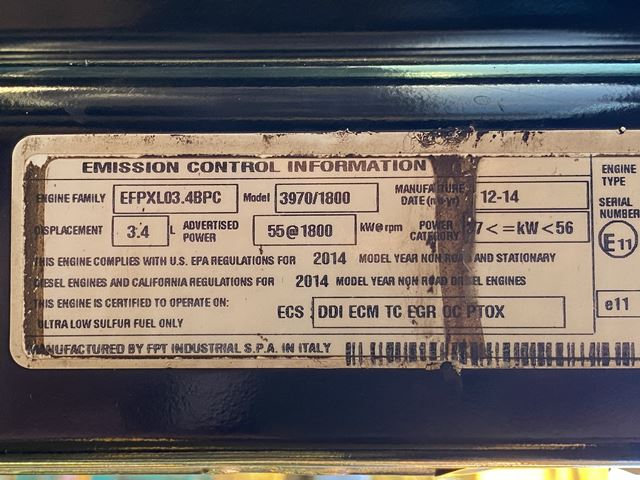 EMISSION CONTROL INFORMATION
ENGINE FAMILY EFPXL03.4BPC Model 3970/1800 MANUFACTURE DATE (m-yr) 12-14
DISPLACEMENT 3.4 L ADVERTISED POWER 55@1800 kW@rpm POWER CATEGORY 37<=kW<56
THIS ENGINE COMPLIES WITH U.S. EPA REGULATIONS FOR 2014 MODEL YEAR NON ROAD AND STATIONARY
DIESEL ENGINES AND CALIFORNIA REGULATIONS FOR 2014 MODEL YEAR NON ROAD DIESEL ENGINES
THIS ENGINE IS CERTIFIED TO OPERATE ON:
ULTRA LOW SULFUR FUEL ONLY
ECS : DDI ECM TC EGR OC PTOX
MANUFACTURED BY FPT INDUSTRIAL S.P.A. IN ITALY
ENGINE
TYPE
SERIAL
NUMBER
E11
e11